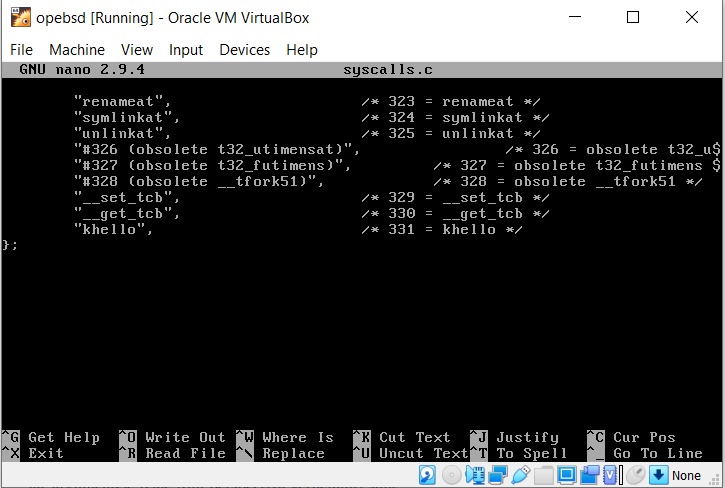 opebsd [Running] - Oracle VM VirtualBox
File Machine View Input Devices Help
GNU nano 2.9.4 syscalls.c
"renameat", /* 323 = renameat */
"symlinkat", /* 324 = symlinkat */
"unlinkat", /* 325 = unlinkat */
"#326 (obsolete t32_utimensat)", /* 326 = obsolete t32_u$
"#327 (obsolete t32_futimens)", /* 327 = obsolete t32_futimens $
"#328 (obsolete __tfork51)", /* 328 = obsolete __tfork51 */
"__set_tcb", /* 329 = __set_tcb */
"__get_tcb", /* 330 = __get_tcb */
"khello", /* 331 = khello */
};
^G Get Help ^O Write Out ^W Where Is ^K Cut Text ^J Justify ^C Cur Pos
^X Exit ^R Read File ^\ Replace ^U Uncut Text ^T To Spell ^_ Go To Line
None